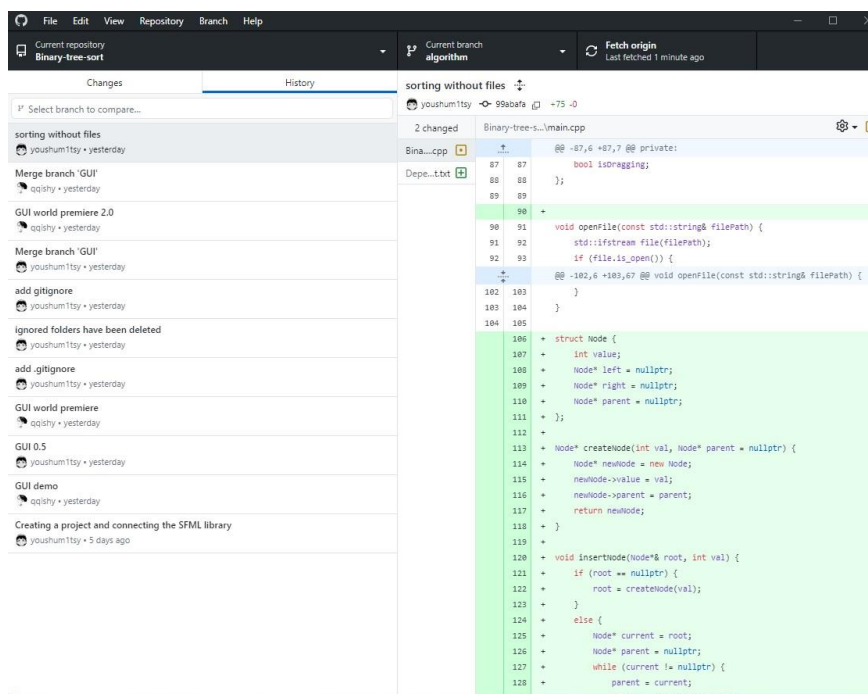 File Edit View Repository Branch Help
Current repository
Binary-tree-sort
Current branch
algorithm
Fetch origin
Last fetched 1 minute ago
Changes
History
Select branch to compare...
sorting without files
youshum1tsy • yesterday
Merge branch 'GUI'
qqishy • yesterday
GUI world premiere 2.0
qqishy • yesterday
Merge branch 'GUI'
youshum1tsy • yesterday
add gitignore
youshum1tsy • yesterday
ignored folders have been deleted
youshum1tsy • yesterday
add .gitignore
youshum1tsy • yesterday
GUI world premiere
qqishy • yesterday
GUI 0.5
youshum1tsy • yesterday
GUI demo
qqishy • yesterday
Creating a project and connecting the SFML library
youshum1tsy • 5 days ago
sorting without files
youshum1tsy 99abafa +75 -0
2 changed
Bina....cpp
Depe...t.txt
Binary-tree-s...\main.cpp
@@ -87,6 +87,7 @@ private:
87 87 bool isDragging;
88 88 };
89 89
90 +
90 91 void openFile(const std::string& filePath) {
91 92 std::ifstream file(filePath);
92 93 if (file.is_open()) {
@@ -102,6 +103,67 @@ void openFile(const std::string& filePath) {
102 103 }
103 104 }
104 105
106 + struct Node {
107 + int value;
108 + Node* left = nullptr;
109 + Node* right = nullptr;
110 + Node* parent = nullptr;
111 + };
112 +
113 + Node* createNode(int val, Node* parent = nullptr) {
114 + Node* newNode = new Node;
115 + newNode->value = val;
116 + newNode->parent = parent;
117 + return newNode;
118 + }
119 +
120 + void insertNode(Node*& root, int val) {
121 + if (root == nullptr) {
122 + root = createNode(val);
123 + }
124 + else {
125 + Node* current = root;
126 + Node* parent = nullptr;
127 + while (current != nullptr) {
128 + parent = current;